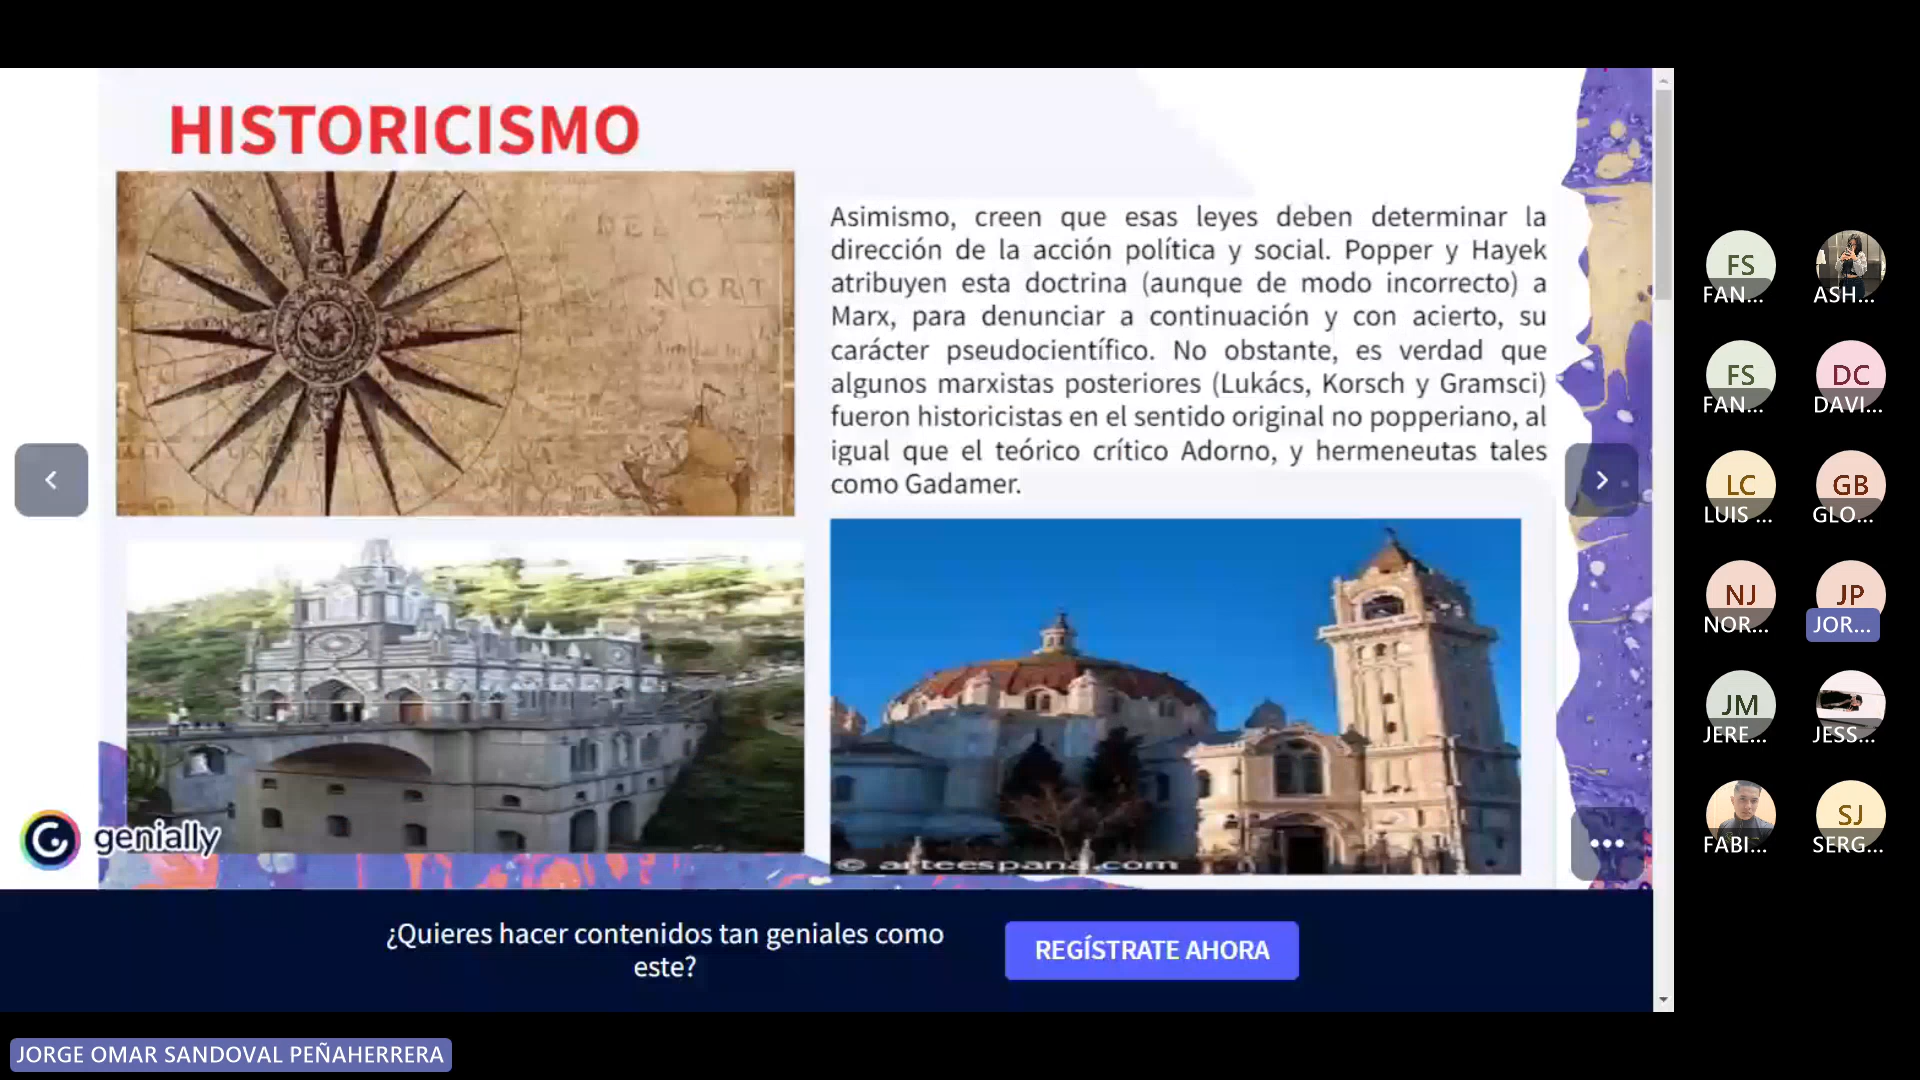 HISTORICISMO
DEL
NORT
Asimismo, creen que esas leyes deben determinar la
dirección de la acción política y social. Popper y Hayek
atribuyen esta doctrina (aunque de modo incorrecto) a
Marx, para denunciar a continuación y con acierto, su
carácter pseudocientífico. No obstante, es verdad que
algunos marxistas posteriores (Lukács, Korsch y Gramsci)
fueron historicistas en el sentido original no popperiano, al
igual que el teórico crítico Adorno, y hermeneutas tales
como Gadamer.
© arteespana.com
genially
¿Quieres hacer contenidos tan geniales como
este?
REGÍSTRATE AHORA
JORGE OMAR SANDOVAL PEÑAHERRERA
FS
FAN...
ASH...
FS
FAN...
DC
DAVI...
LC
LUIS ...
GB
GLO...
NJ
NOR...
JP
JOR...
JM
JERE...
JESS...
FABI...
SJ
SERG...